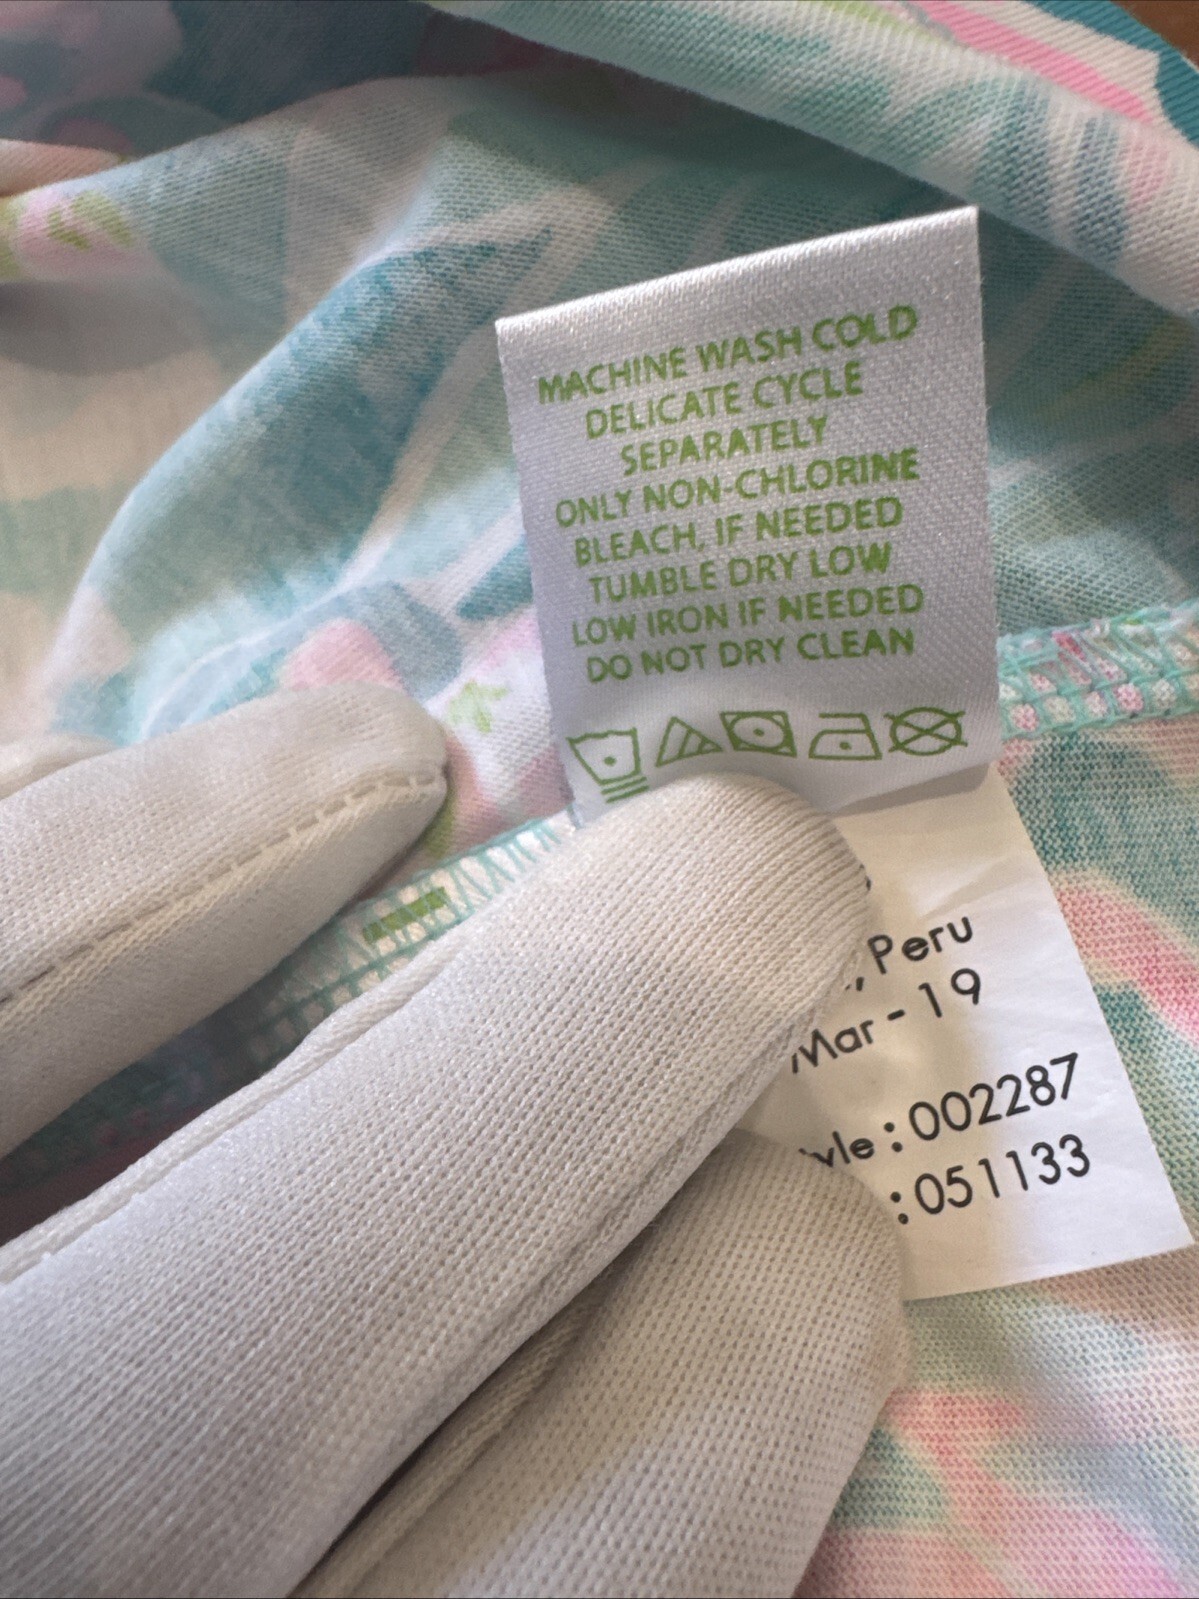 MACHINE WASH COLD
DELICATE CYCLE
SEPARATELY
ONLY NON-CHLORINE
BLEACH, IF NEEDED
TUMBLE DRY LOW
LOW IRON IF NEEDED
DO NOT DRY CLEAN
, Peru
Mar - 19
: 002287
: 051133